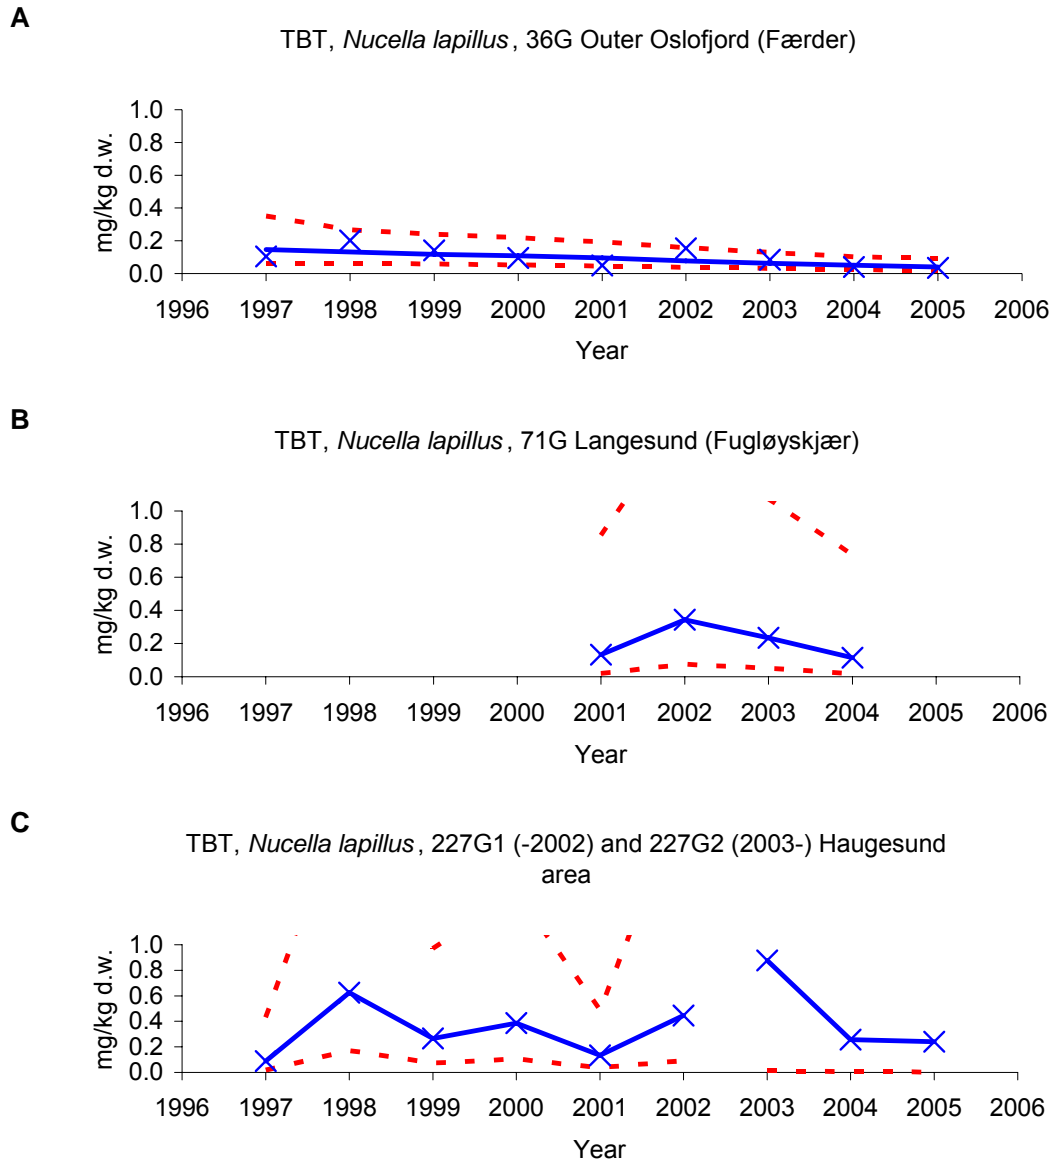 A
TBT, Nucella lapillus, 36G Outer Oslofjord (Færder)
1.0
0.8
0.6
0.4
0.2
0.0
mg/kg d.w.
1996 1997 1998 1999 2000 2001 2002 2003 2004 2005 2006
Year
B
TBT, Nucella lapillus, 71G Langesund (Fugløyskjær)
1.0
0.8
0.6
0.4
0.2
0.0
mg/kg d.w.
1996 1997 1998 1999 2000 2001 2002 2003 2004 2005 2006
Year
C
TBT, Nucella lapillus, 227G1 (-2002) and 227G2 (2003-) Haugesund
area
1.0
0.8
0.6
0.4
0.2
0.0
mg/kg d.w.
1996 1997 1998 1999 2000 2001 2002 2003 2004 2005 2006
Year